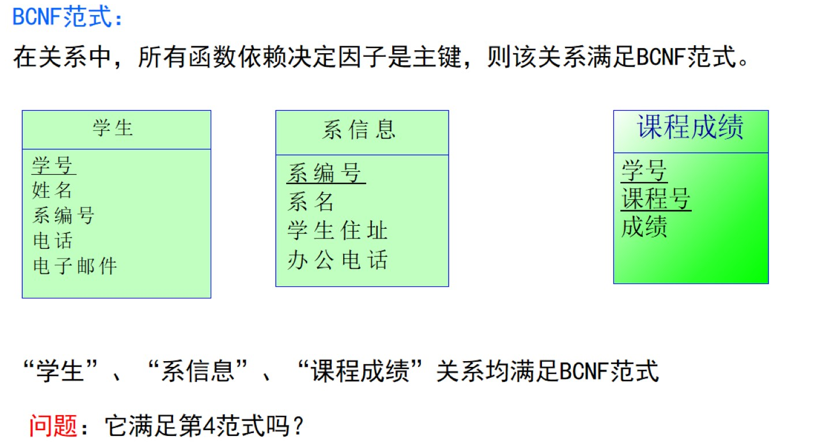 BCNF范式：
在关系中，所有函数依赖决定因子是主键，则该关系满足BCNF范式。
学生
学号
姓名
系编号
电话
电子邮件
系信息
系编号
系名
学生住址
办公电话
课程成绩
学号
课程号
成绩
“学生”、“系信息”、“课程成绩”关系均满足BCNF范式
问题：它满足第4范式吗？